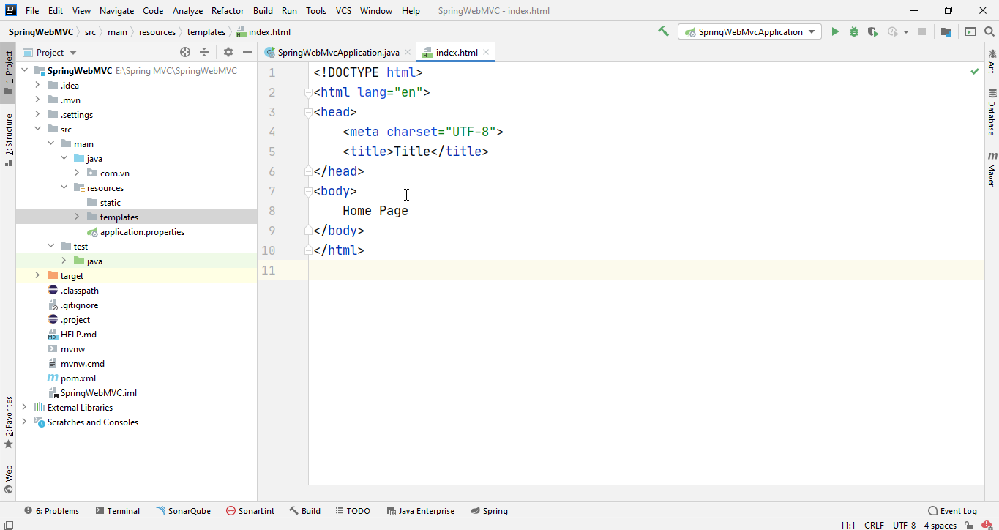 File Edit View Navigate Code Analyze Refactor Build Run Tools VCS Window Help SpringWebMVC - index.html
SpringWebMVC src main resources templates index.html SpringWebMvcApplication
Project SpringWebMvcApplication.java index.html
1: Project
7: Structure
2: Favorites
Web
SpringWebMVC E:\Spring MVC\SpringWebMVC
.idea
.mvn
.settings
src
main
java
com.vn
resources
static
templates
application.properties
test
java
target
.classpath
.gitignore
.project
HELP.md
mvnw
mvnw.cmd
pom.xml
SpringWebMVC.iml
External Libraries
Scratches and Consoles
1 <!DOCTYPE html>
2 <html lang="en">
3 <head>
4 <meta charset="UTF-8">
5 <title>Title</title>
6 </head>
7 <body>
8 Home Page
9 </body>
10 </html>
11
Ant
Database
Maven
6: Problems Terminal SonarQube SonarLint Build TODO Java Enterprise Spring Event Log
11:1 CRLF UTF-8 4 spaces